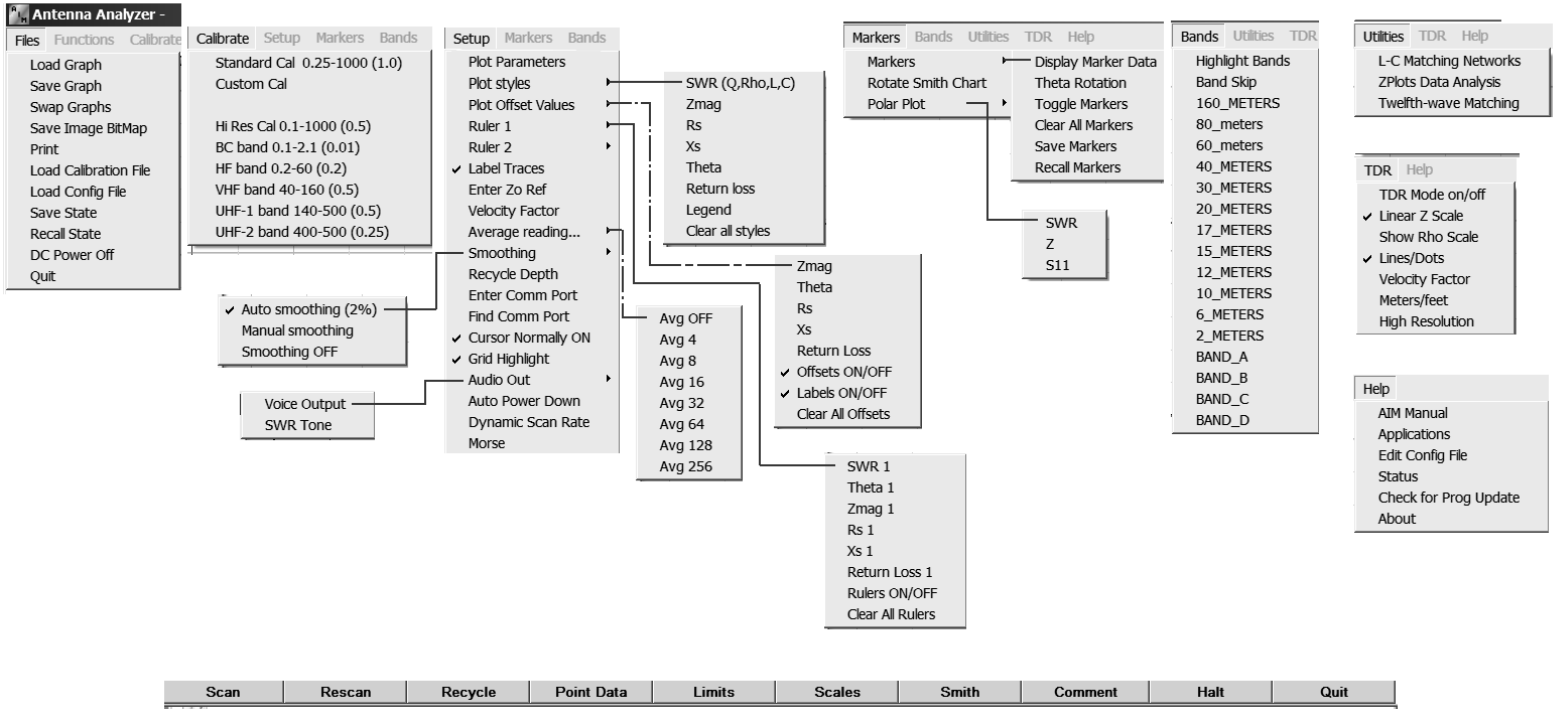 AIM
Antenna Analyzer -
Files Functions Calibrate
Load Graph
Save Graph
Swap Graphs
Save Image BitMap
Print
Load Calibration File
Load Config File
Save State
Recall State
DC Power Off
Quit
Calibrate Setup Markers Bands
Standard Cal 0.25-1000 (1.0)
Custom Cal
Hi Res Cal 0.1-1000 (0.5)
BC band 0.1-2.1 (0.01)
HF band 0.2-60 (0.2)
VHF band 40-160 (0.5)
UHF-1 band 140-500 (0.5)
UHF-2 band 400-500 (0.25)
Setup Markers Bands
Plot Parameters
Plot styles
Plot Offset Values
Ruler 1
Ruler 2
Label Traces
Enter Zo Ref
Velocity Factor
Average reading...
Smoothing
Recycle Depth
Enter Comm Port
Find Comm Port
Cursor Normally ON
Grid Highlight
Audio Out
Auto Power Down
Dynamic Scan Rate
Morse
Auto smoothing (2%)
Manual smoothing
Smoothing OFF
Voice Output
SWR Tone
SWR (Q,Rho,L,C)
Zmag
Rs
Xs
Theta
Return loss
Legend
Clear all styles
Avg OFF
Avg 4
Avg 8
Avg 16
Avg 32
Avg 64
Avg 128
Avg 256
Zmag
Theta
Rs
Xs
Return Loss
Offsets ON/OFF
Labels ON/OFF
Clear All Offsets
SWR 1
Theta 1
Zmag 1
Rs 1
Xs 1
Return Loss 1
Rulers ON/OFF
Clear All Rulers
Markers Bands Utilities TDR Help
Markers
Rotate Smith Chart
Polar Plot
Display Marker Data
Theta Rotation
Toggle Markers
Clear All Markers
Save Markers
Recall Markers
SWR
Z
S11
Bands Utilities TDR
Highlight Bands
Band Skip
160_METERS
80_meters
60_meters
40_METERS
30_METERS
20_METERS
17_METERS
15_METERS
12_METERS
10_METERS
6_METERS
2_METERS
BAND_A
BAND_B
BAND_C
BAND_D
Utilities TDR Help
L-C Matching Networks
ZPlots Data Analysis
Twelfth-wave Matching
TDR Help
TDR Mode on/off
Linear Z Scale
Show Rho Scale
Lines/Dots
Velocity Factor
Meters/feet
High Resolution
Help
AIM Manual
Applications
Edit Config File
Status
Check for Prog Update
About
Scan Rescan Recycle Point Data Limits Scales Smith Comment Halt Quit